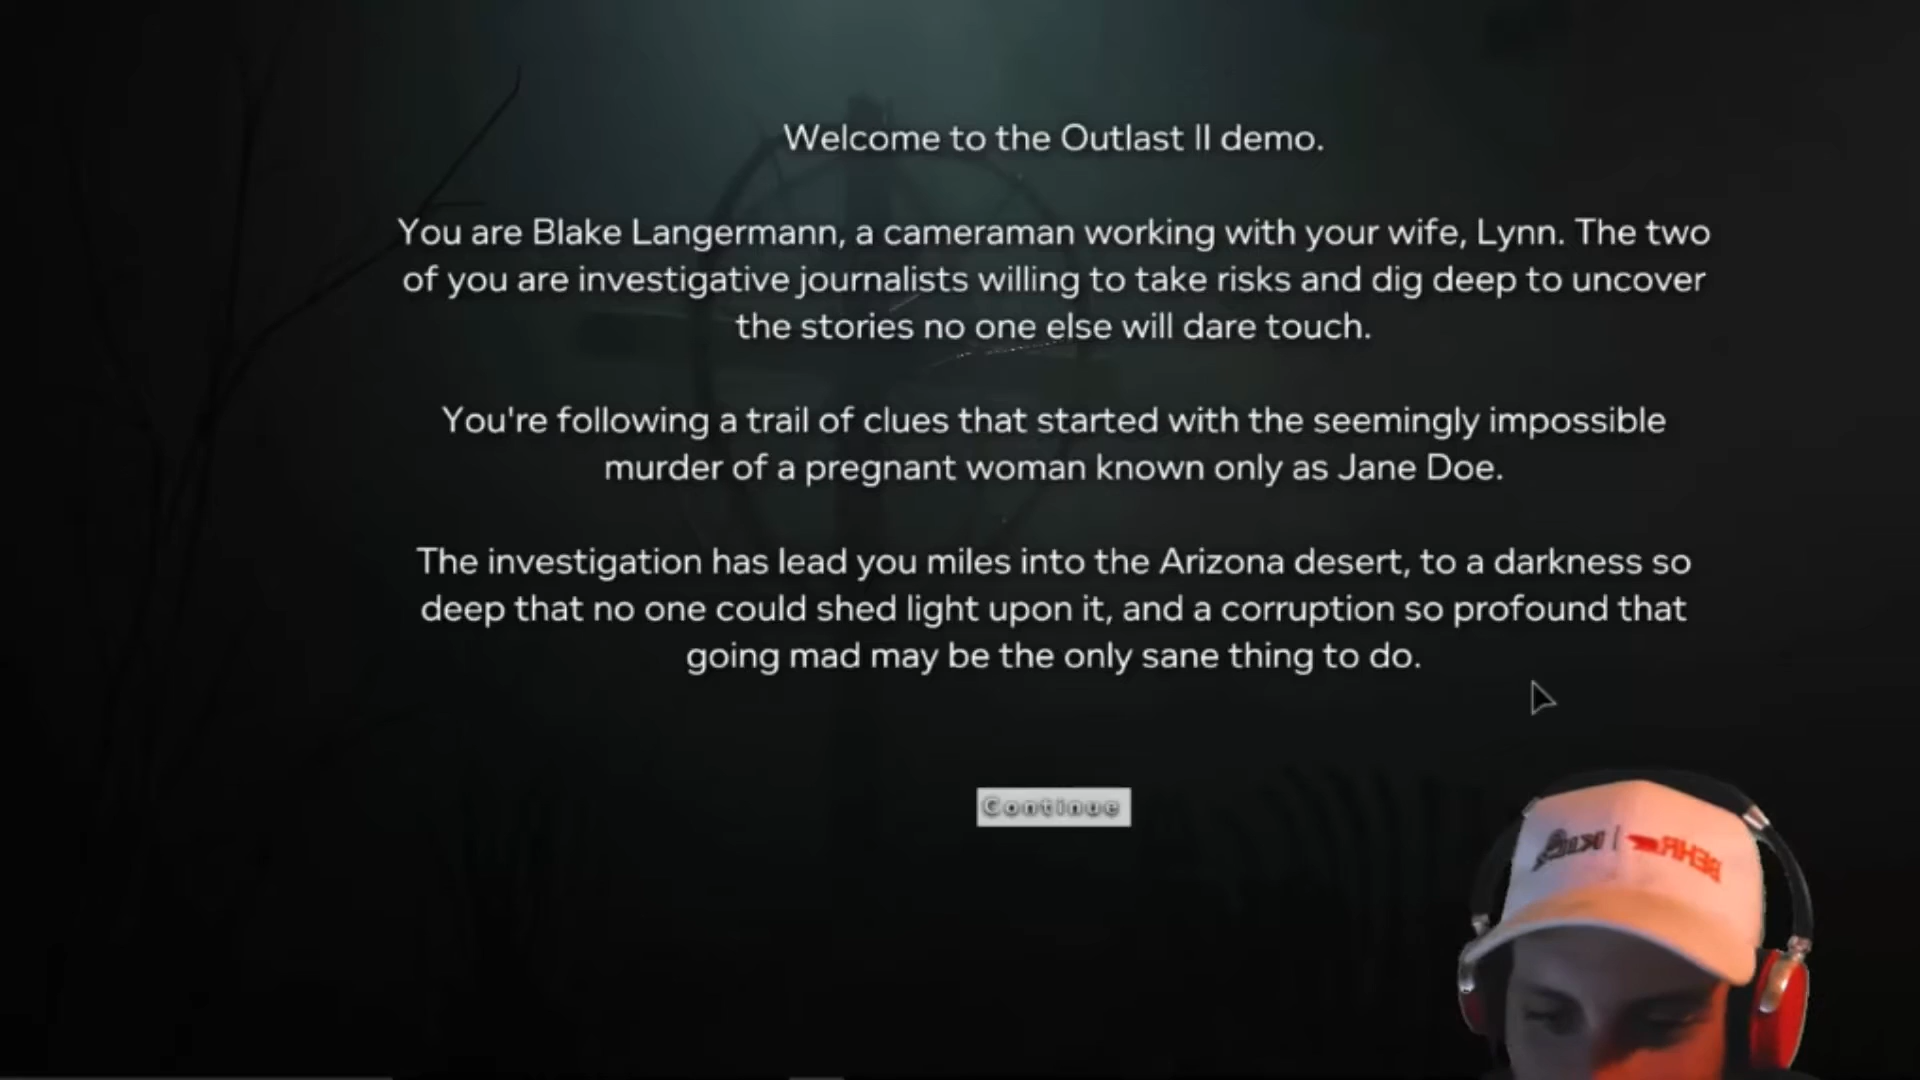 Welcome to the Outlast II demo.
You are Blake Langermann, a cameraman working with your wife, Lynn. The two
of you are investigative journalists willing to take risks and dig deep to uncover
the stories no one else will dare touch.
You're following a trail of clues that started with the seemingly impossible
murder of a pregnant woman known only as Jane Doe.
The investigation has lead you miles into the Arizona desert, to a darkness so
deep that no one could shed light upon it, and a corruption so profound that
going mad may be the only sane thing to do.
Continue
BEHR